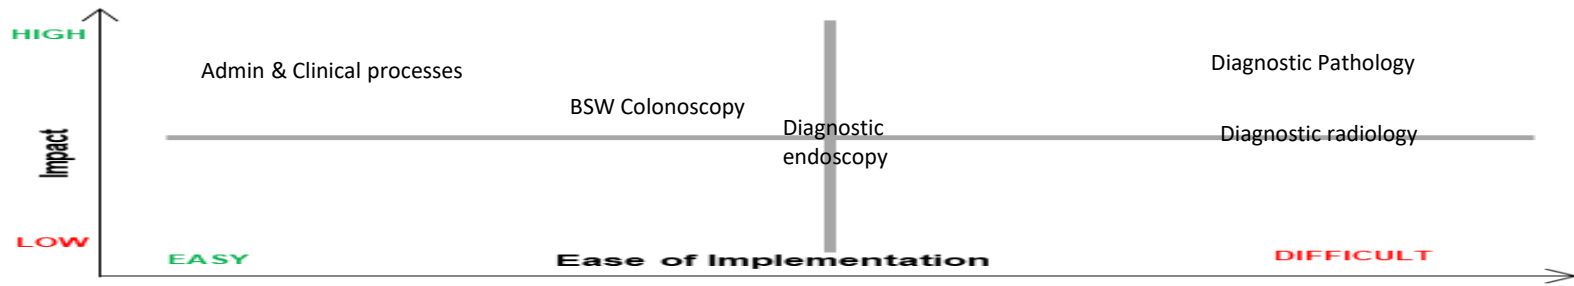 HIGH
Admin & Clinical processes
Diagnostic Pathology
BSW Colonoscopy
Diagnostic
endoscopy
Diagnostic radiology
Impact
LOW
EASY
Ease of Implementation
DIFFICULT